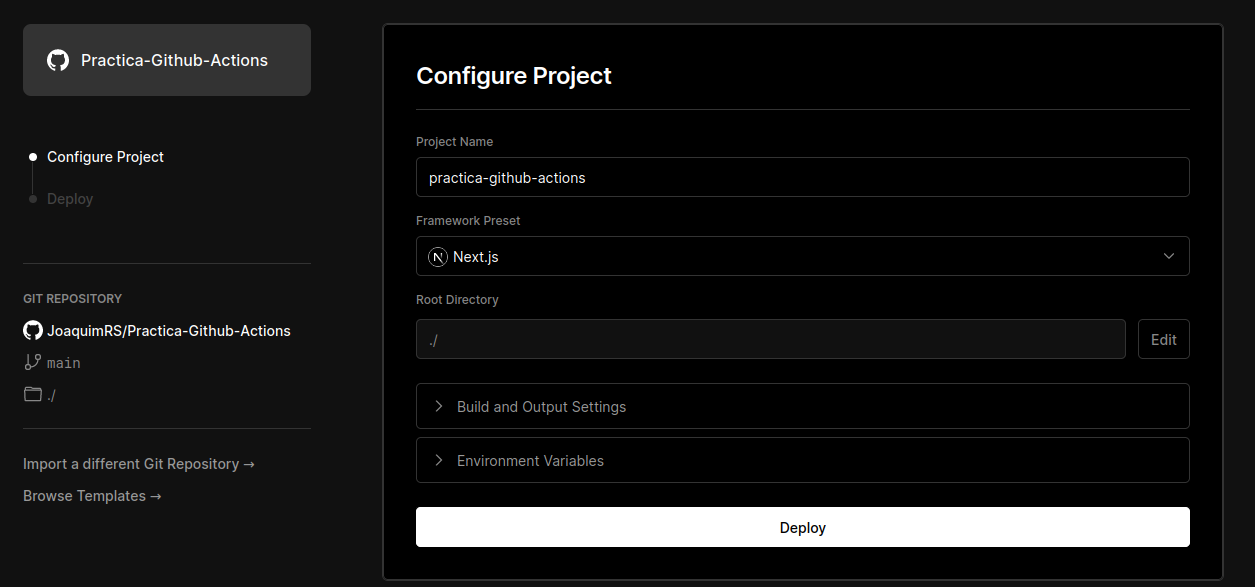 Practica-Github-Actions
Configure Project
Deploy
GIT REPOSITORY
JoaquimRS/Practica-Github-Actions
main
./
Import a different Git Repository →
Browse Templates →
Configure Project
Project Name
practica-github-actions
Framework Preset
N Next.js
Root Directory
./
Edit
Build and Output Settings
Environment Variables
Deploy